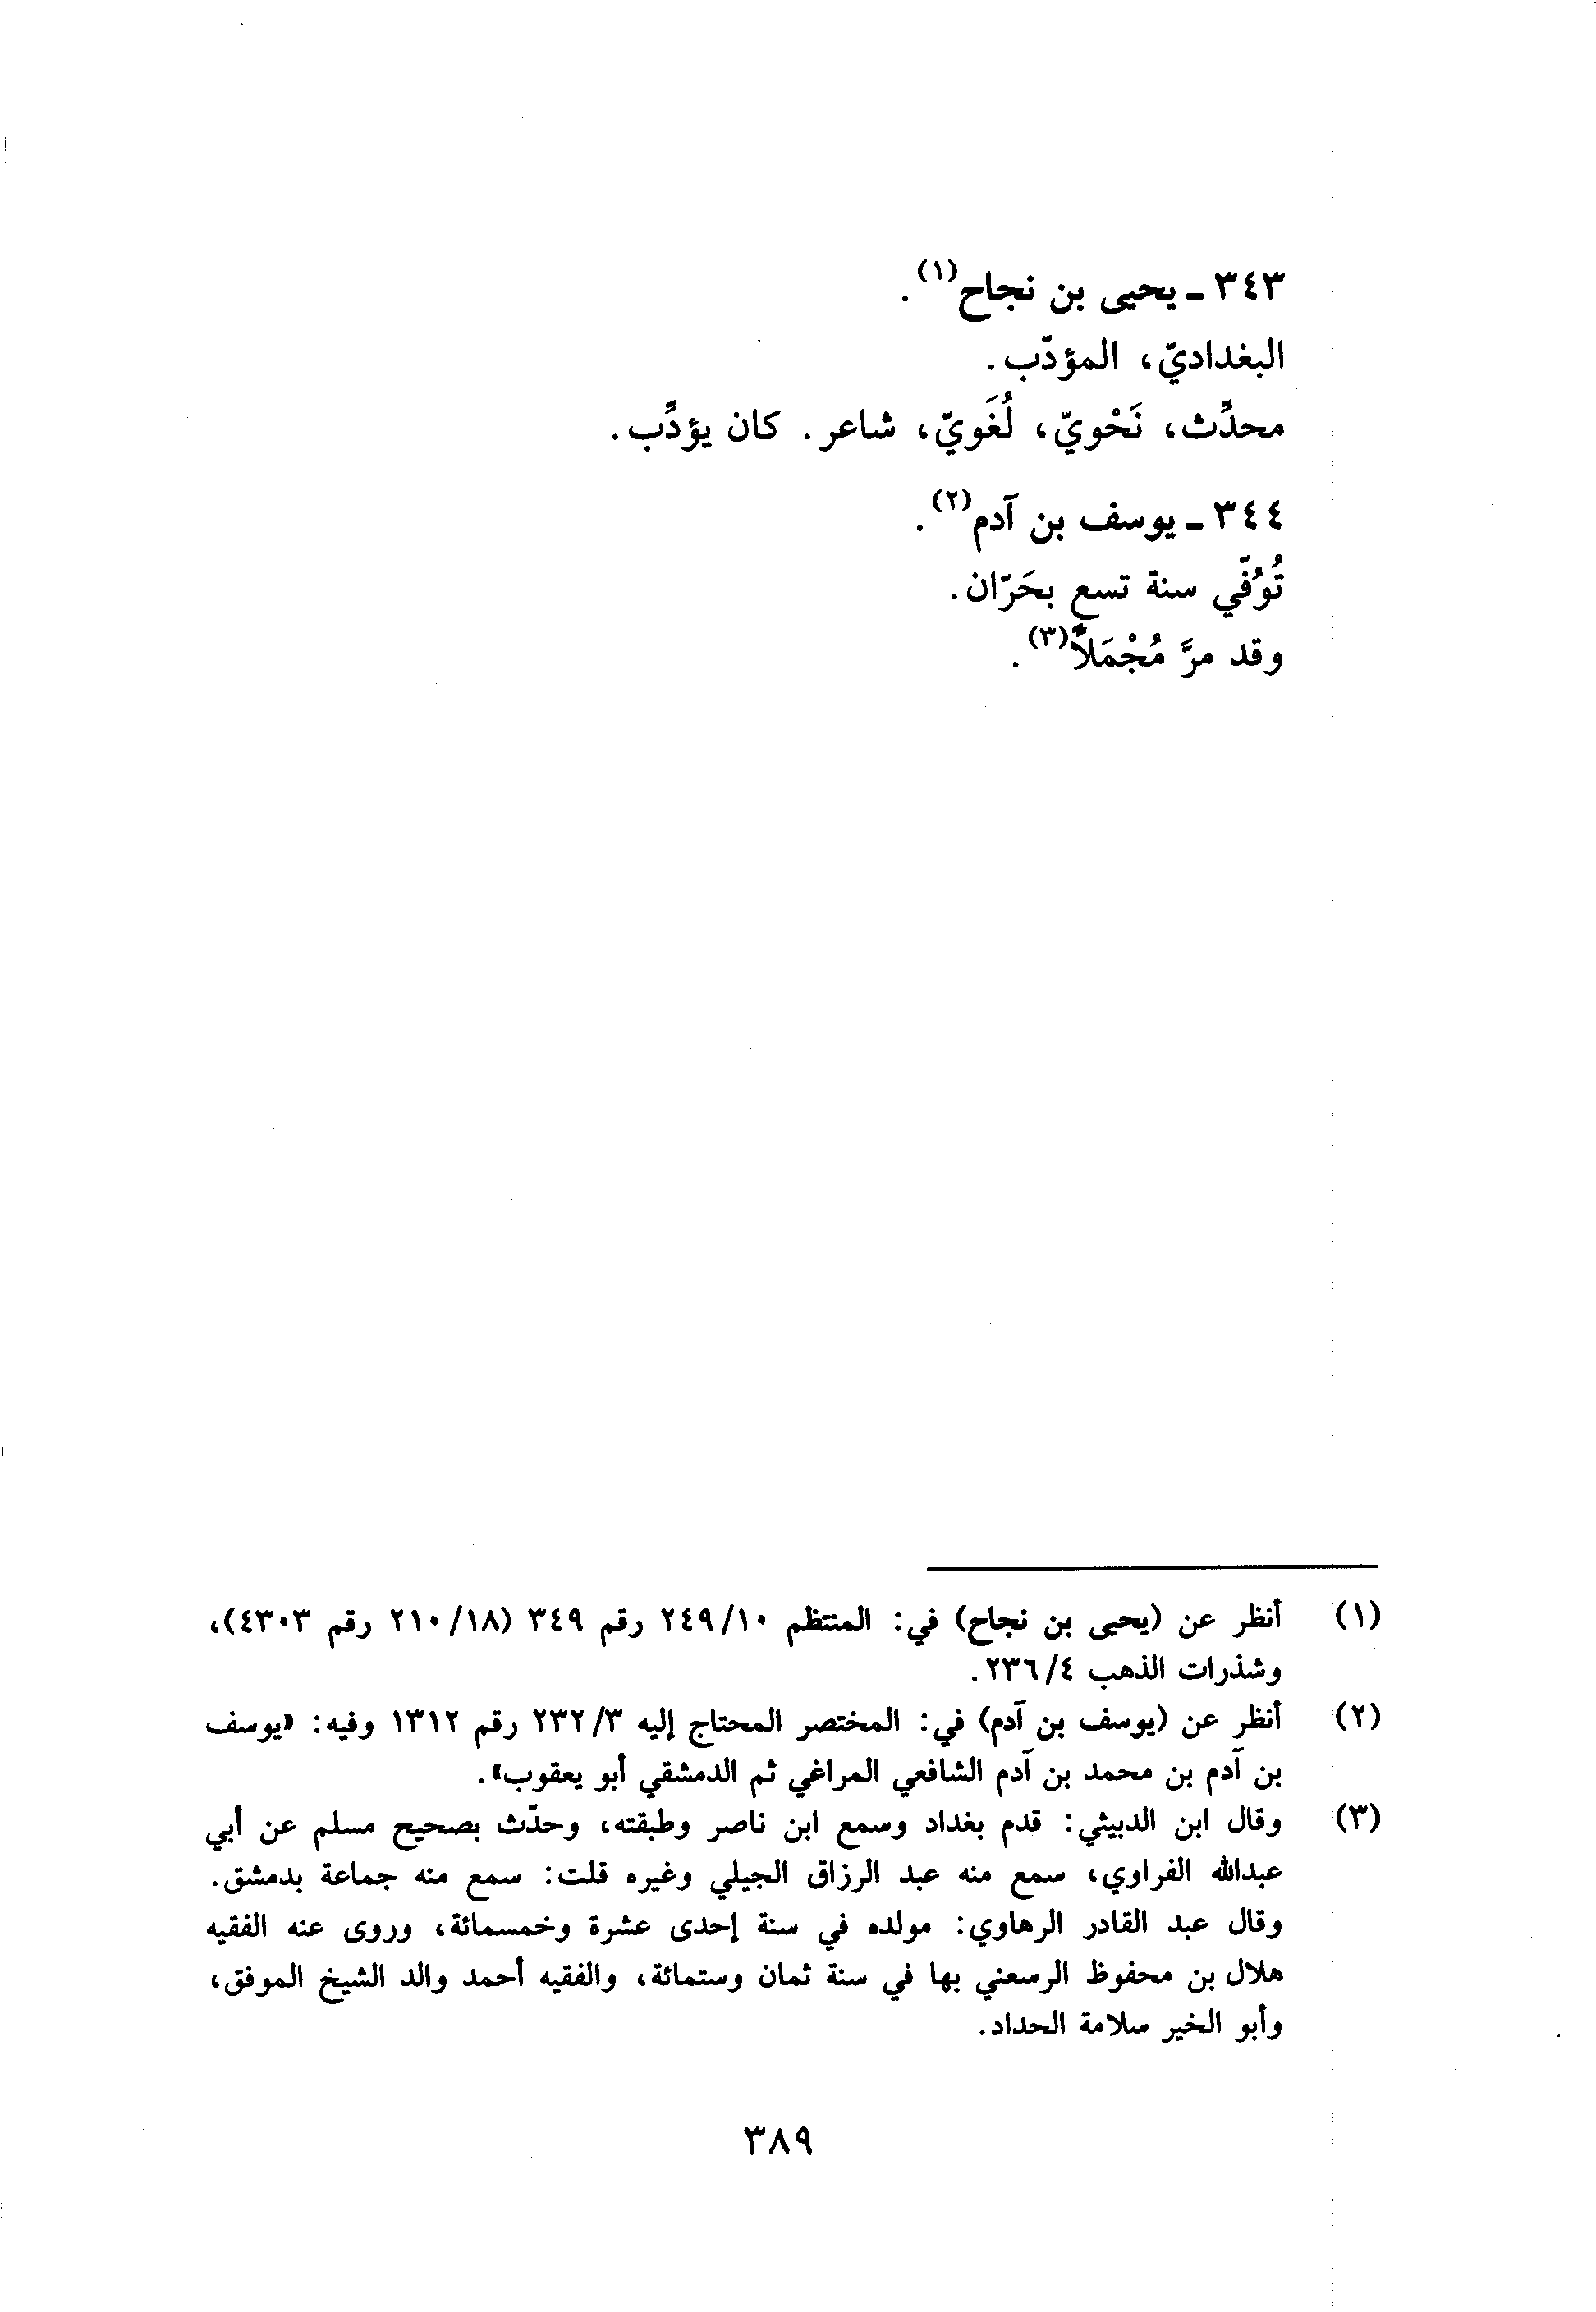 ٣٤٣ - يحيى بن نجاح(١).
البغداديّ، المؤدّب.
محدِّث، نَحْويّ، لُغَويّ، شاعر. كان يؤدِّب.
٣٤٤ - يوسف بن آدم(٢).
تُوُفّي سنة تسع بحَرّان.
وقد مرَّ مُجْمَلاً(٣).
(١) أنظر عن (يحيى بن نجاح) في: المنتظم ٢٤٩/١٠ رقم ٣٤٩ (٢١٠/١٨ رقم ٤٣٠٣)،
وشذرات الذهب ٢٣٦/٤.
(٢) أنظر عن (يوسف بن آدم) في: المختصر المحتاج إليه ٢٣٢/٣ رقم ١٣١٢ وفيه: «يوسف
بن آدم بن محمد بن آدم الشافعي المراغي ثم الدمشقي أبو يعقوب».
(٣) وقال ابن الدبيثي: قدم بغداد وسمع ابن ناصر وطبقته، وحدّث بصحيح مسلم عن أبي
عبدالله الفراوي، سمع منه عبد الرزاق الجيلي وغيره قلت: سمع منه جماعة بدمشق.
وقال عبد القادر الرهاوي: مولده في سنة إحدى عشرة وخمسمائة، وروى عنه الفقيه
هلال بن محفوظ الرسعني بها في سنة ثمان وستمائة، والفقيه أحمد والد الشيخ الموفق،
وأبو الخير سلامة الحداد.
٣٨٩